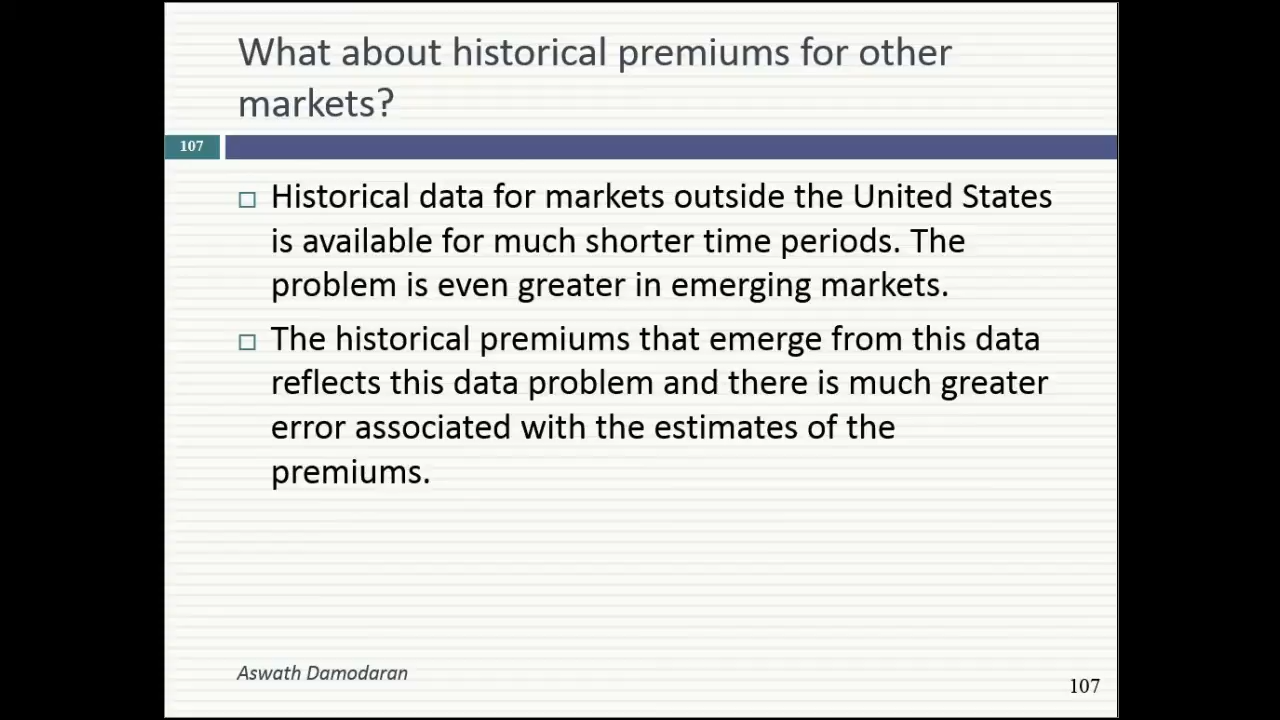 What about historical premiums for other
markets?
107
Historical data for markets outside the United States
is available for much shorter time periods. The
problem is even greater in emerging markets.
The historical premiums that emerge from this data
reflects this data problem and there is much greater
error associated with the estimates of the
premiums.
Aswath Damodaran
107